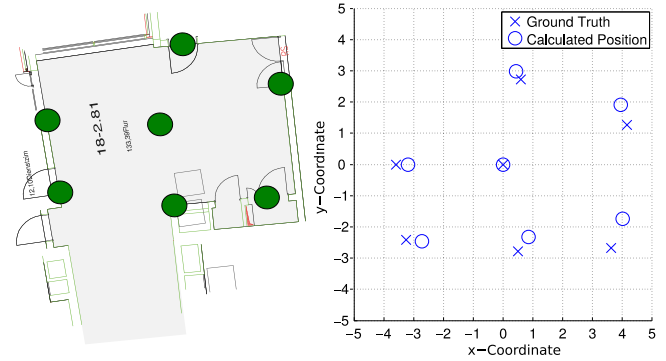 18-2.81
133.39Flur
5
4
3
2
1
0
−1
−2
−3
−4
−5
−5 −4 −3 −2 −1 0 1 2 3 4 5
x−Coordinate
y−Coordinate
Ground Truth
Calculated Position